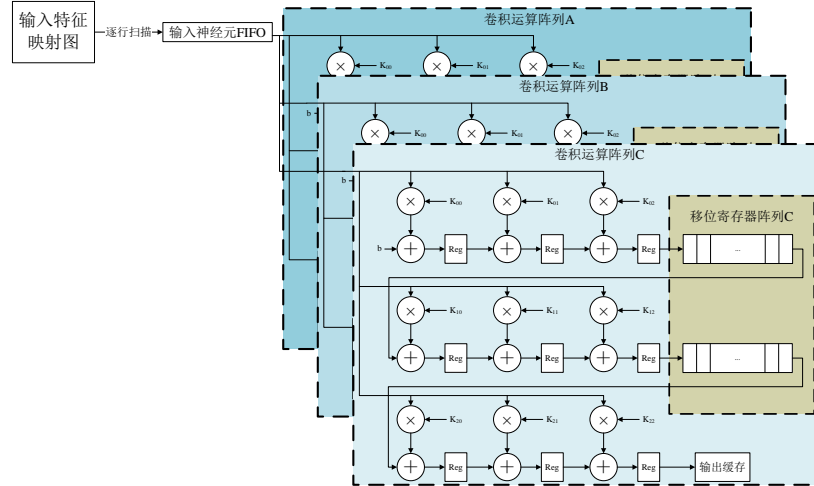 输入特征
映射图
逐行扫描
输入神经元FIFO
卷积运算阵列A
K00
K01
K02
卷积运算阵列B
b
K00
K01
K02
卷积运算阵列C
b
K00
K01
K02
移位寄存器阵列C
b
Reg
Reg
Reg
...
K10
K11
K12
Reg
Reg
Reg
...
K20
K21
K22
Reg
Reg
Reg
输出缓存